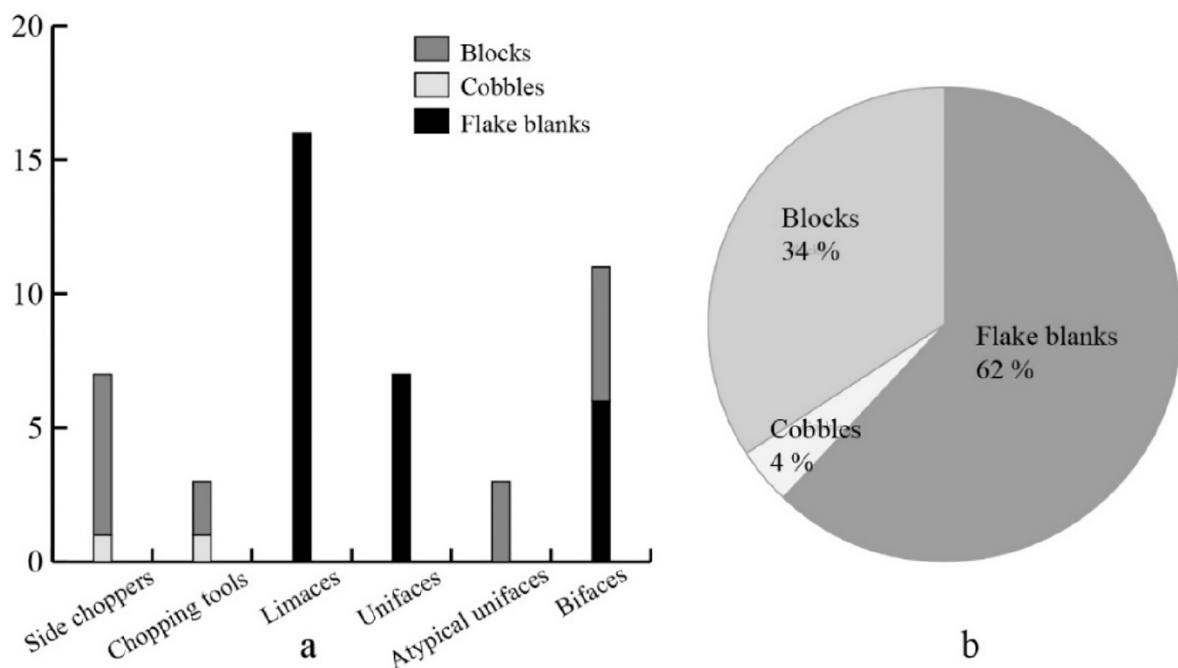 20
15
10
5
0
Blocks
Cobbles
Flake blanks
Side choppers
Chopping tools
Limaces
Unifaces
Atypical unifaces
Bifaces
a
Blocks
34 %
Flake blanks
62 %
Cobbles
4 %
b